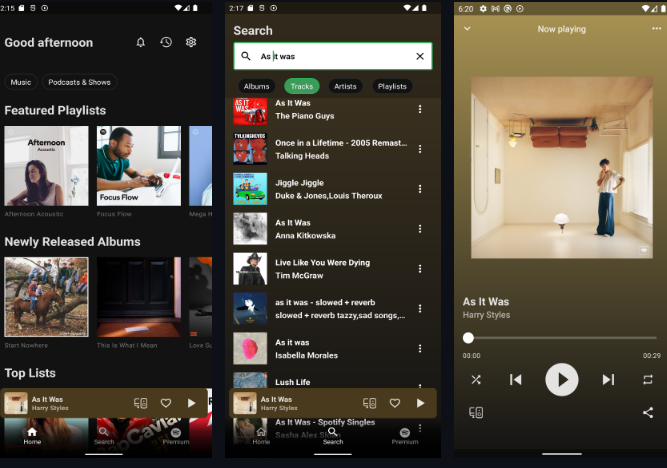 2:15
Good afternoon
Music
Podcasts & Shows
Featured Playlists
Afternoon
Acoustic
Focus Flow
Afternoon Acoustic
Focus Flow
Mega H
Newly Released Albums
Start Nowhere
This Is What I Mean
Love Su
Top Lists
As It Was
Harry Styles
Home
Search
Premium
2:17
Search
As it was
Albums
Tracks
Artists
Playlists
AS IT WAS
As It Was
The Piano Guys
TALKING HEADS
Once in a Lifetime - 2005 Remast...
Talking Heads
Jiggle Jiggle
Duke & Jones,Louis Theroux
As It Was
Anna Kitkowska
Live Like You Were Dying
Tim McGraw
as it was - slowed + reverb
slowed + reverb tazzy,sad songs,...
As it was
Isabella Morales
Lush Life
As It Was
Harry Styles
As It Was - Spotify Singles
Sasha Alex Sloan
Home
Search
Premium
6:20
Now playing
As It Was
Harry Styles
00:00
00:29